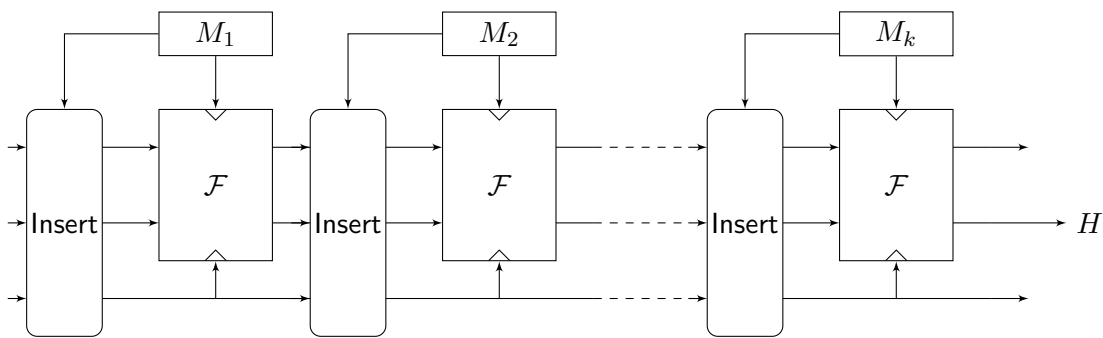 M₁
M₂
Mₖ
Insert
ℱ
Insert
ℱ
Insert
ℱ
H